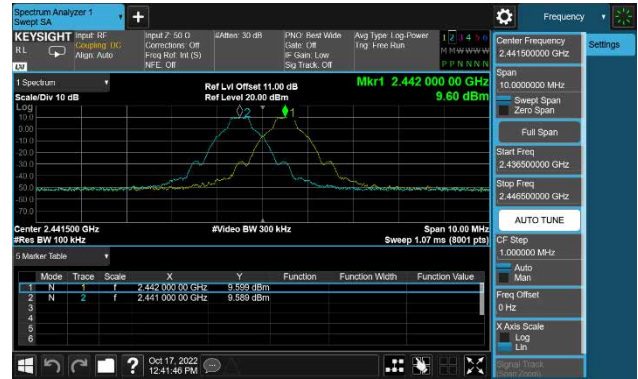 Spectrum Analyzer 1
Swept SA
+
Frequency
KEYSIGHT
RL
Input: RF
Coupling: DC
Align: Auto
Input Z: 50 Ω
Corrections: Off
Freq Ref: Int (S)
NFE: Off
#Atten: 30 dB
PNO: Best Wide
Gate: Off
IF Gain: Low
Sig Track: Off
Avg Type: Log-Power
Trig: Free Run
1 2 3 4 5 6
M M W W W W
P P N N N N
1 Spectrum
Scale/Div 10 dB
Log
Ref Lvl Offset 11.00 dB
Ref Level 20.00 dBm
Mkr1 2.442 000 00 GHz
9.60 dBm
2
1
10.0
0.00
-10.0
-20.0
-30.0
-40.0
-50.0
-60.0
-70.0
Center 2.441500 GHz
#Res BW 100 kHz
#Video BW 300 kHz
Span 10.00 MHz
Sweep 1.07 ms (8001 pts)
5 Marker Table
Mode Trace Scale X Y Function Function Width Function Value
1 N 1 f 2.442 000 00 GHz 9.599 dBm
2 N 2 f 2.441 000 00 GHz 9.589 dBm
3
4
5
6
Oct 17, 2022
12:41:46 PM
?
Center Frequency
2.441500000 GHz
Settings
Span
10.0000000 MHz
Swept Span
Zero Span
Full Span
Start Freq
2.436500000 GHz
Stop Freq
2.446500000 GHz
AUTO TUNE
CF Step
1.000000 MHz
Auto
Man
Freq Offset
0 Hz
X Axis Scale
Log
Lin
Signal Track
(Span Zoom)